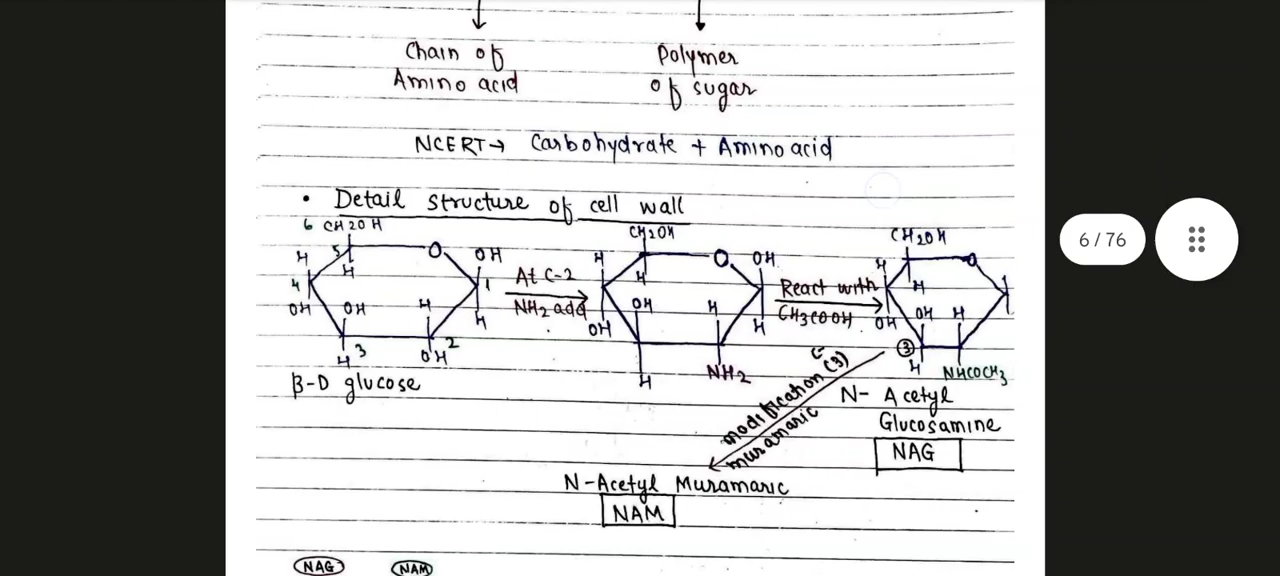 Chain of
Amino acid
Polymer
of sugar
NCERT → Carbohydrate + Amino acid
• Detail structure of cell wall
6 CH2OH
5
O
H
OH
H
4
1
OH
OH
H
H
H
3
OH
2
β-D glucose
At C-2
NH2 add
CH2OH
O
OH
H
H
OH
H
OH
H
H
NH2
React with
CH3COOH
CH2OH
O
H
H
OH
OH
H
3
H
NHCOCH3
N- Acetyl
Glucosamine
NAG
modification C-(3)
muramaric
N-Acetyl Muramaric
NAM
NAG
NAM
6 / 76